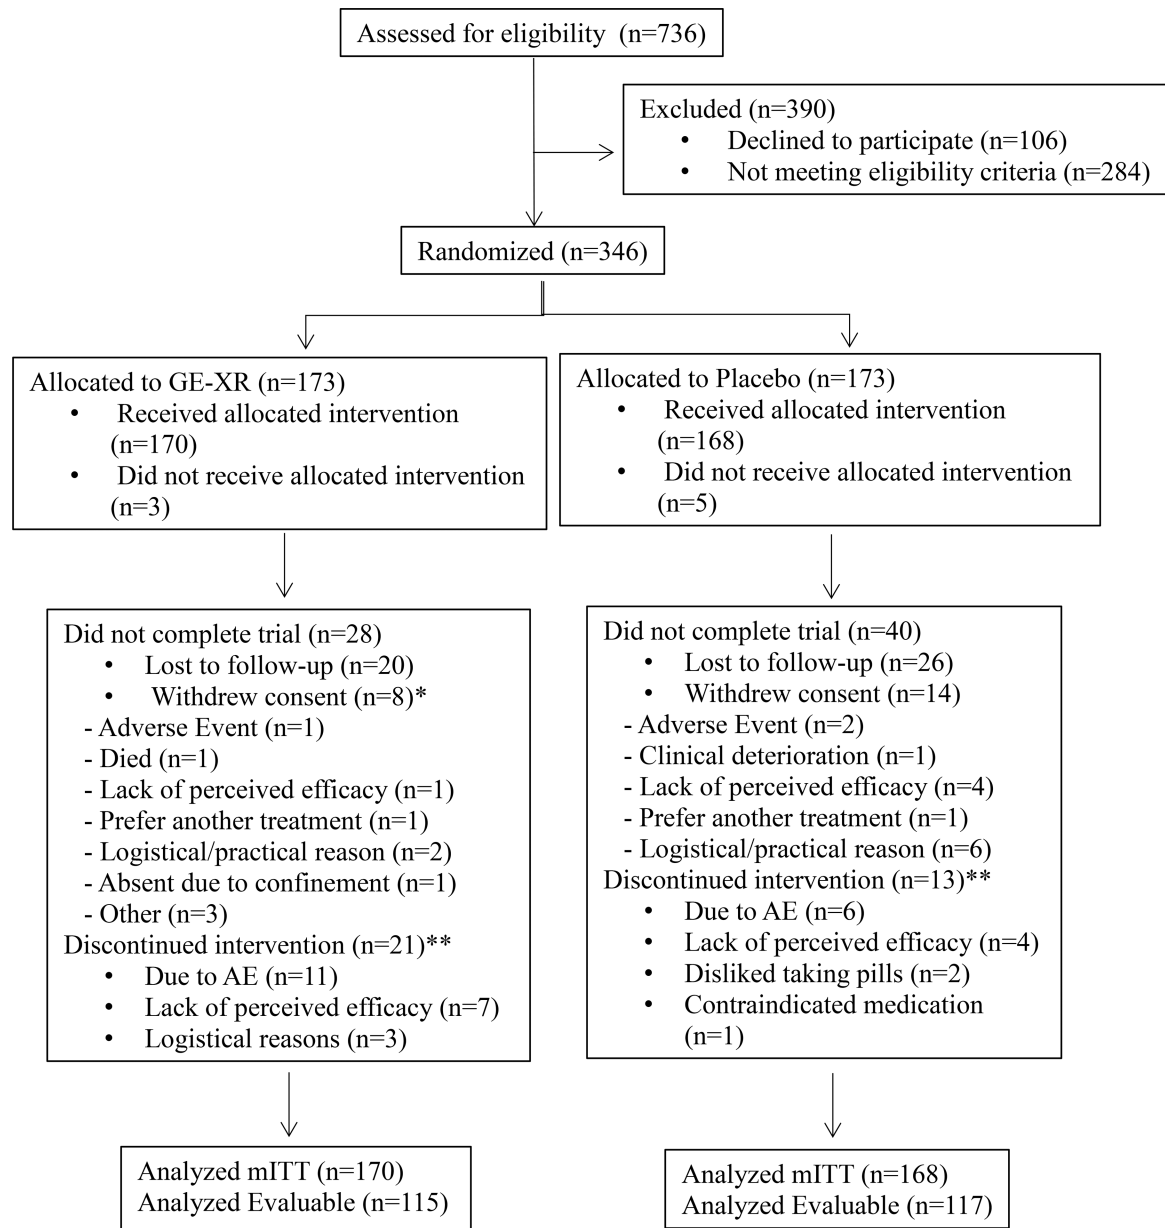 Assessed for eligibility (n=736)
Excluded (n=390)
• Declined to participate (n=106)
• Not meeting eligibility criteria (n=284)
Randomized (n=346)
Allocated to GE-XR (n=173)
• Received allocated intervention
(n=170)
• Did not receive allocated intervention
(n=3)
Allocated to Placebo (n=173)
• Received allocated intervention
(n=168)
• Did not receive allocated intervention
(n=5)
Did not complete trial (n=28)
• Lost to follow-up (n=20)
• Withdrew consent (n=8)*
- Adverse Event (n=1)
- Died (n=1)
- Lack of perceived efficacy (n=1)
- Prefer another treatment (n=1)
- Logistical/practical reason (n=2)
- Absent due to confinement (n=1)
- Other (n=3)
Discontinued intervention (n=21)**
• Due to AE (n=11)
• Lack of perceived efficacy (n=7)
• Logistical reasons (n=3)
Did not complete trial (n=40)
• Lost to follow-up (n=26)
• Withdrew consent (n=14)
- Adverse Event (n=2)
- Clinical deterioration (n=1)
- Lack of perceived efficacy (n=4)
- Prefer another treatment (n=1)
- Logistical/practical reason (n=6)
Discontinued intervention (n=13)**
• Due to AE (n=6)
• Lack of perceived efficacy (n=4)
• Disliked taking pills (n=2)
• Contraindicated medication
(n=1)
Analyzed mITT (n=170)
Analyzed Evaluable (n=115)
Analyzed mITT (n=168)
Analyzed Evaluable (n=117)